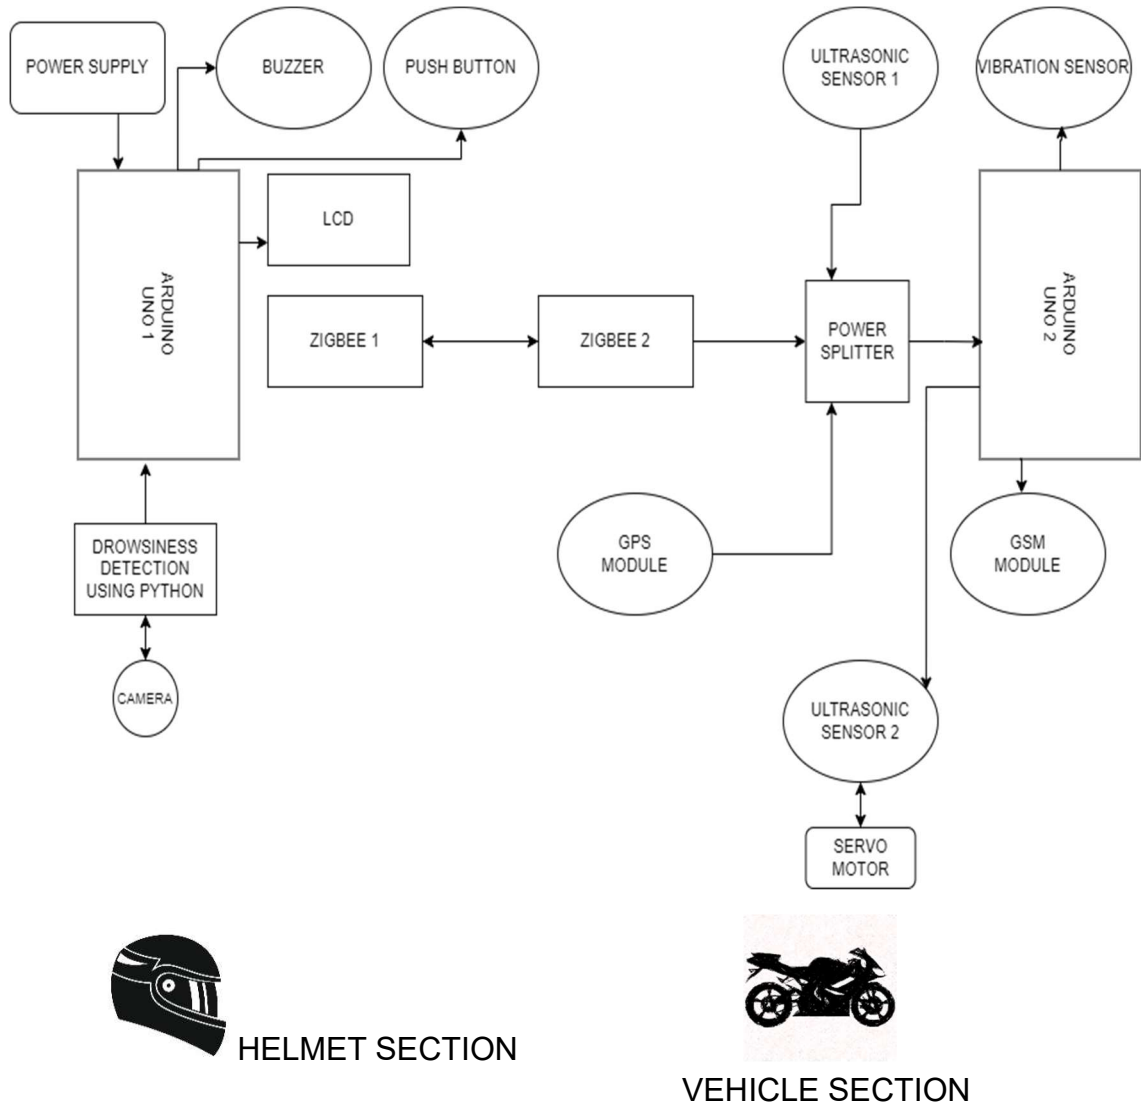 POWER SUPPLY
BUZZER
PUSH BUTTON
ULTRASONIC
SENSOR 1
VIBRATION SENSOR
LCD
ARDUINO
UNO 1
ZIGBEE 1
ZIGBEE 2
POWER
SPLITTER
ARDUINO
UNO 2
DROWSINESS
DETECTION
USING PYTHON
GPS
MODULE
GSM
MODULE
CAMERA
ULTRASONIC
SENSOR 2
SERVO
MOTOR
HELMET SECTION
VEHICLE SECTION